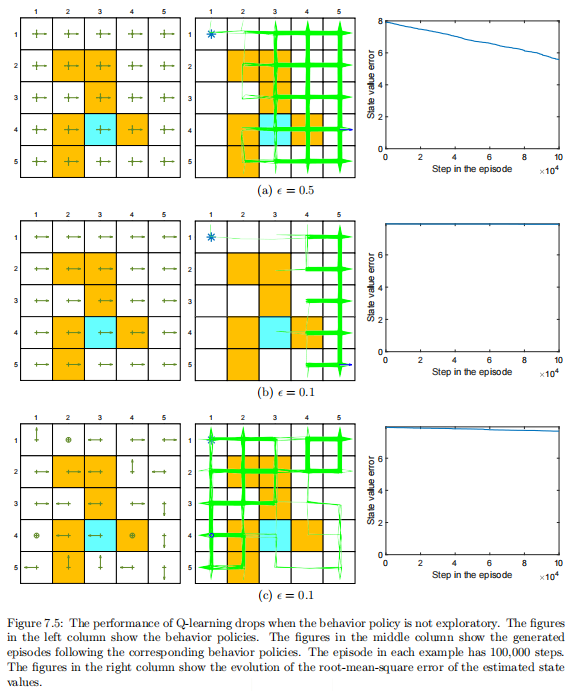 1 2 3 4 5 1 2 3 4 5
1 1
2 2
3 3
4 4
5 5
State value error
8
6
4
2
0
0 2 4 6 8 10
Step in the episode ×10⁴
(a) ϵ = 0.5
1 2 3 4 5 1 2 3 4 5
1 1
2 2
3 3
4 4
5 5
State value error
6
4
2
0
0 2 4 6 8 10
Step in the episode ×10⁴
(b) ϵ = 0.1
1 2 3 4 5 1 2 3 4 5
1 1
2 2
3 3
4 4
5 5
State value error
6
4
2
0
0 2 4 6 8 10
Step in the episode ×10⁴
(c) ϵ = 0.1
Figure 7.5: The performance of Q-learning drops when the behavior policy is not exploratory. The figures
in the left column show the behavior policies. The figures in the middle column show the generated
episodes following the corresponding behavior policies. The episode in each example has 100,000 steps.
The figures in the right column show the evolution of the root-mean-square error of the estimated state
values.